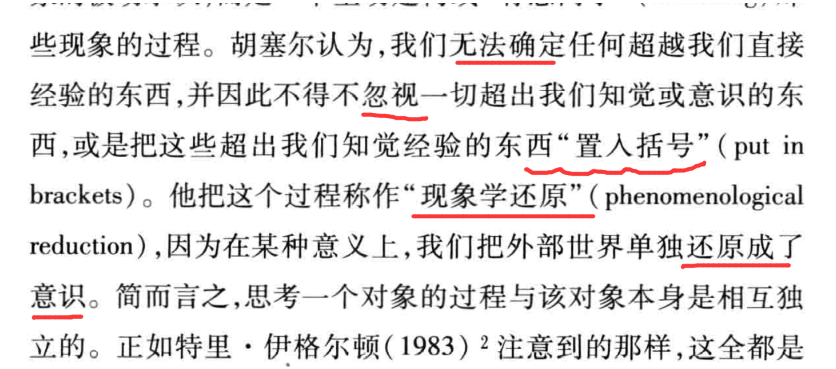 些现象的过程。胡塞尔认为,我们无法确定任何超越我们直接
经验的东西,并因此不得不忽视一切超出我们知觉或意识的东
西,或是把这些超出我们知觉经验的东西“置入括号”(put in
brackets)。他把这个过程称作“现象学还原”(phenomenological
reduction),因为在某种意义上,我们把外部世界单独还原成了
意识。简而言之,思考一个对象的过程与该对象本身是相互独
立的。正如特里·伊格尔顿(1983)²注意到的那样,这全都是